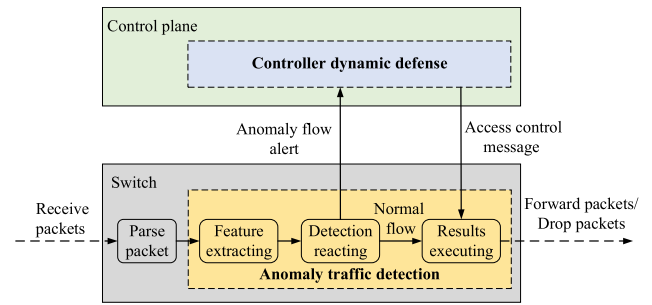 Control plane
Controller dynamic defense
Anomaly flow
alert
Access control
message
Switch
Receive
packets
Parse
packet
Feature
extracting
Detection
reacting
Normal
flow
Results
executing
Forward packets/
Drop packets
Anomaly traffic detection